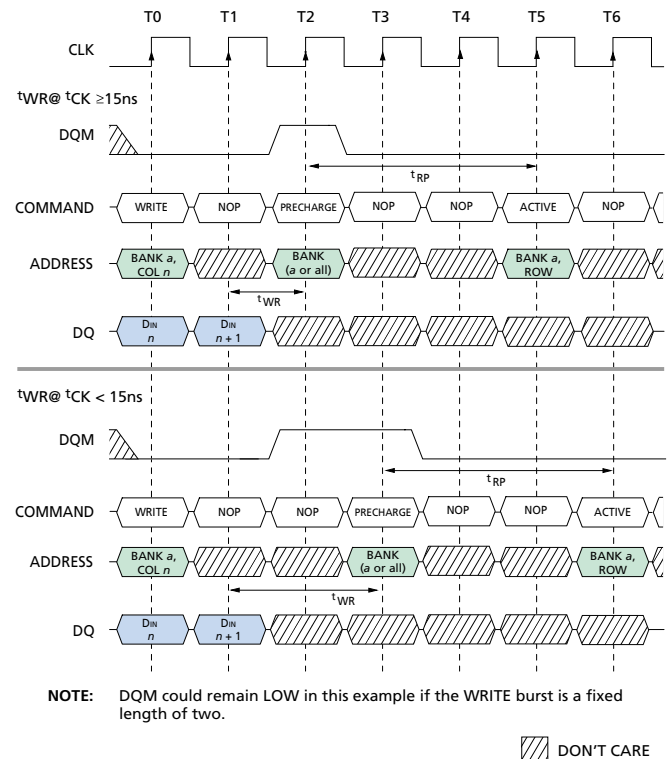 T0 T1 T2 T3 T4 T5 T6
CLK
tWR@ tCK ≥15ns
DQM
tRP
COMMAND WRITE NOP PRECHARGE NOP NOP ACTIVE NOP
ADDRESS BANK a, COL n BANK (a or all) BANK a, ROW
tWR
DQ DIN n DIN n + 1
tWR@ tCK < 15ns
DQM
tRP
COMMAND WRITE NOP NOP PRECHARGE NOP NOP ACTIVE
ADDRESS BANK a, COL n BANK (a or all) BANK a, ROW
tWR
DQ DIN n DIN n + 1
NOTE: DQM could remain LOW in this example if the WRITE burst is a fixed
length of two.
DON'T CARE